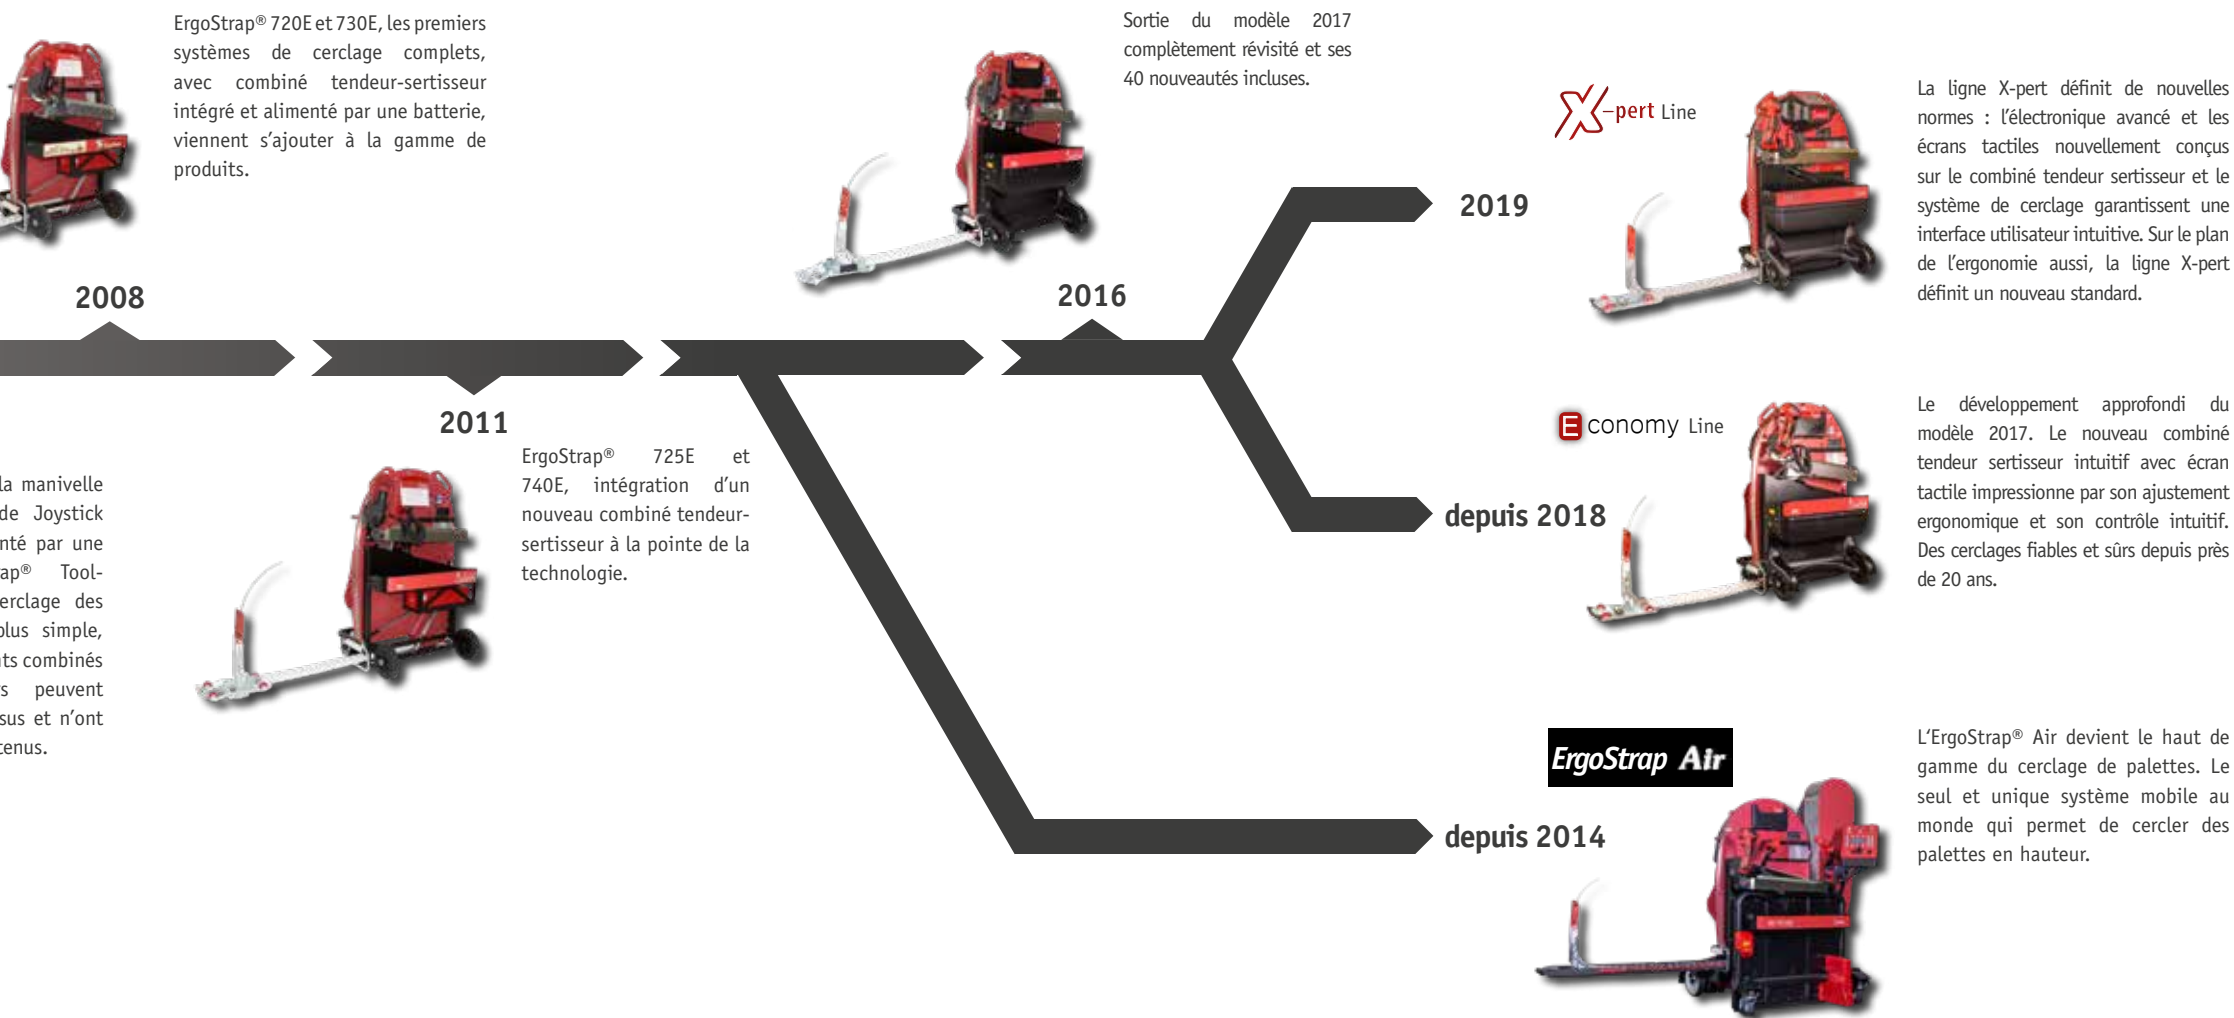 ErgoStrap® 720E et 730E, les premiers
systèmes de cerclage complets,
avec combiné tendeur-sertisseur
intégré et alimenté par une batterie,
viennent s’ajouter à la gamme de
produits.
2008
la manivelle
de Joystick
par une
Tool-
des
plus simple,
combinés
peuvent
et n’ont
2011
ErgoStrap® 725E et
740E, intégration d’un
nouveau combiné tendeur-
sertisseur à la pointe de la
technologie.
Sortie du modèle 2017
complètement révisité et ses
40 nouveautés incluses.
2016
X-pert Line
2019
La ligne X-pert définit de nouvelles
normes : l’électronique avancé et les
écrans tactiles nouvellement conçus
sur le combiné tendeur sertisseur et le
système de cerclage garantissent une
interface utilisateur intuitive. Sur le plan
de l’ergonomie aussi, la ligne X-pert
définit un nouveau standard.
Economy Line
depuis 2018
Le développement approfondi du
modèle 2017. Le nouveau combiné
tendeur sertisseur intuitif avec écran
tactile impressionne par son ajustement
ergonomique et son contrôle intuitif.
Des cerclages fiables et sûrs depuis près
de 20 ans.
ErgoStrap Air
depuis 2014
L‘ErgoStrap® Air devient le haut de
gamme du cerclage de palettes. Le
seul et unique système mobile au
monde qui permet de cercler des
palettes en hauteur.